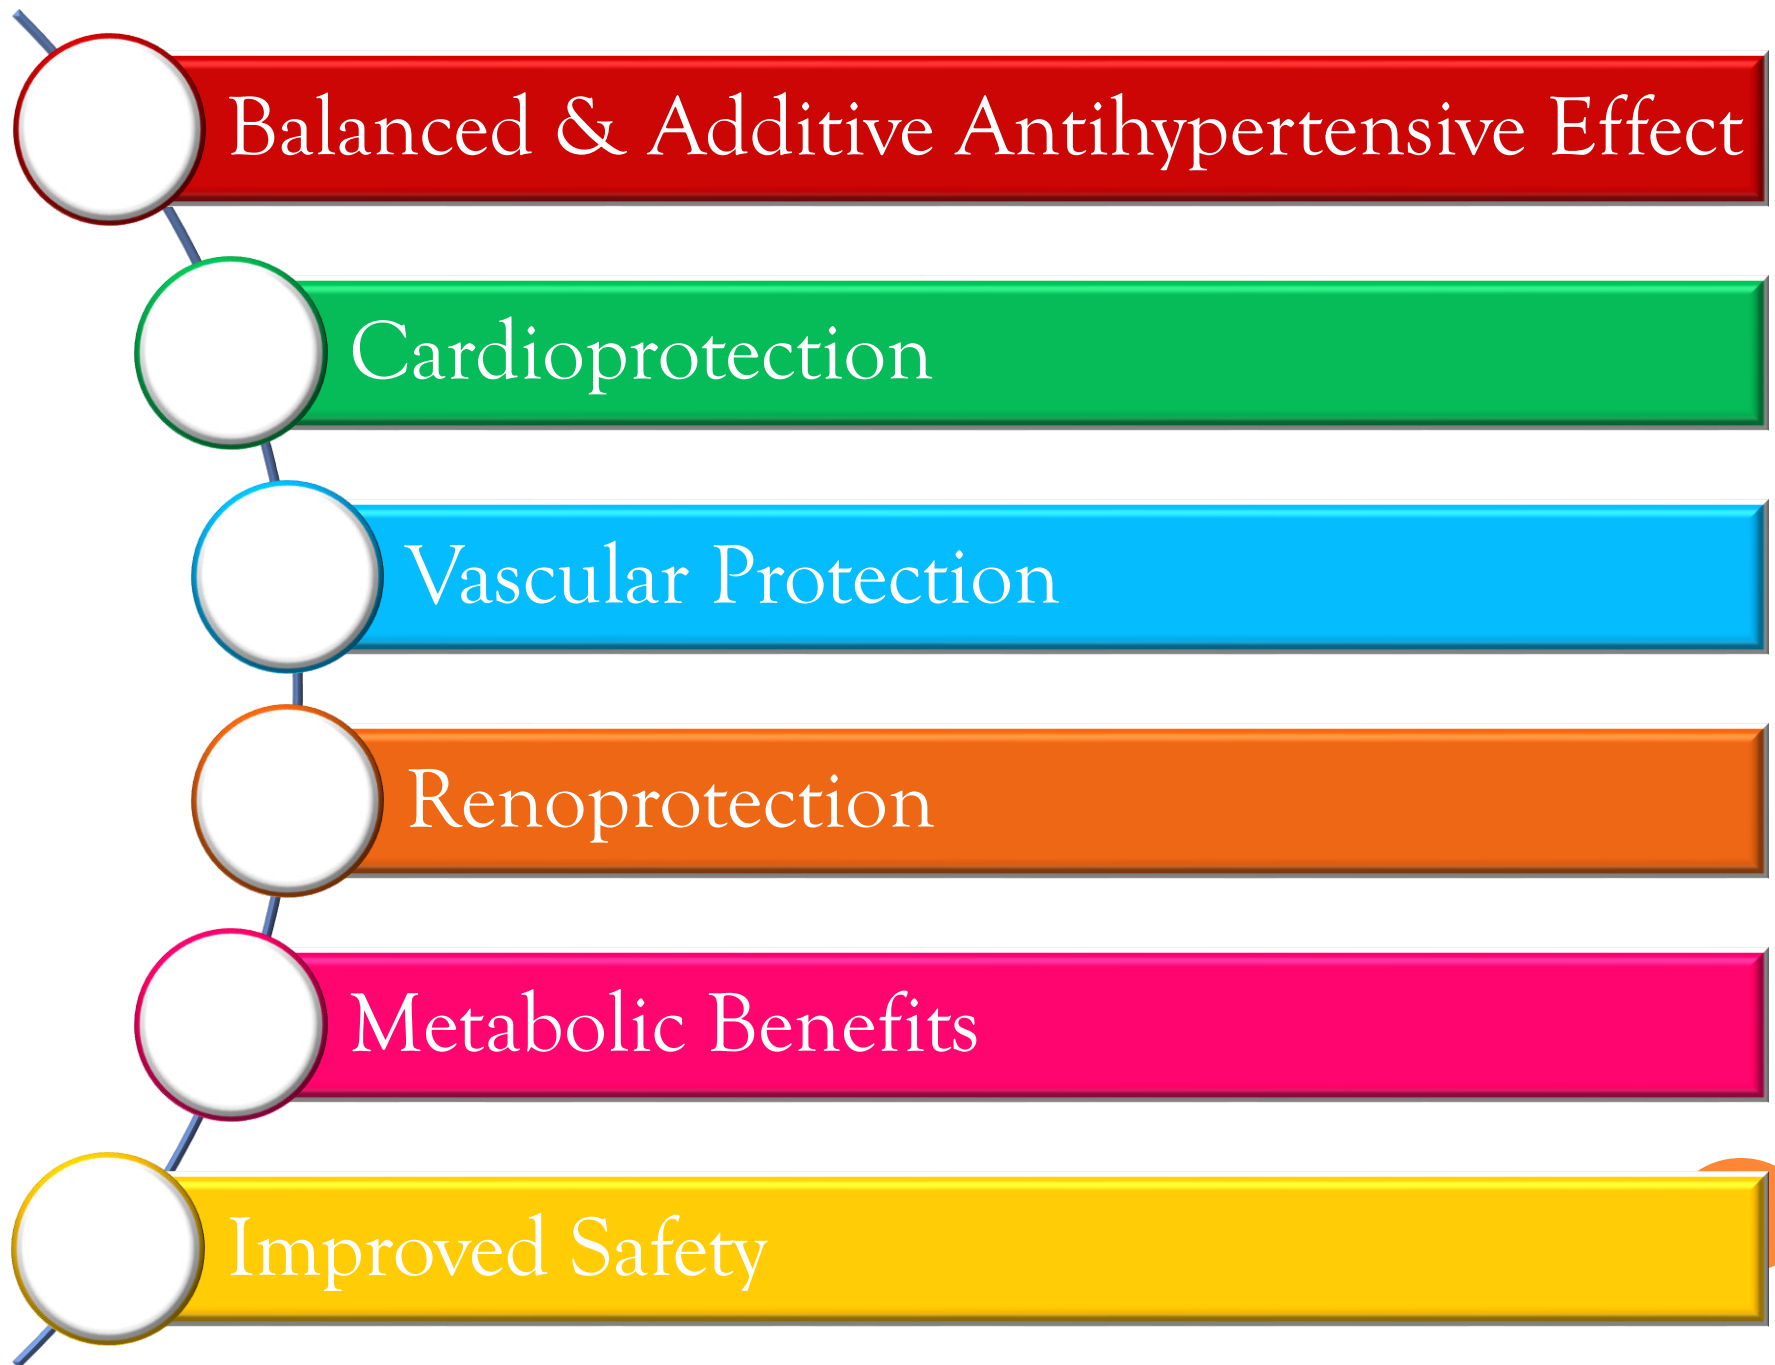 Balanced & Additive Antihypertensive Effect
Cardioprotection
Vascular Protection
Renoprotection
Metabolic Benefits
Improved Safety